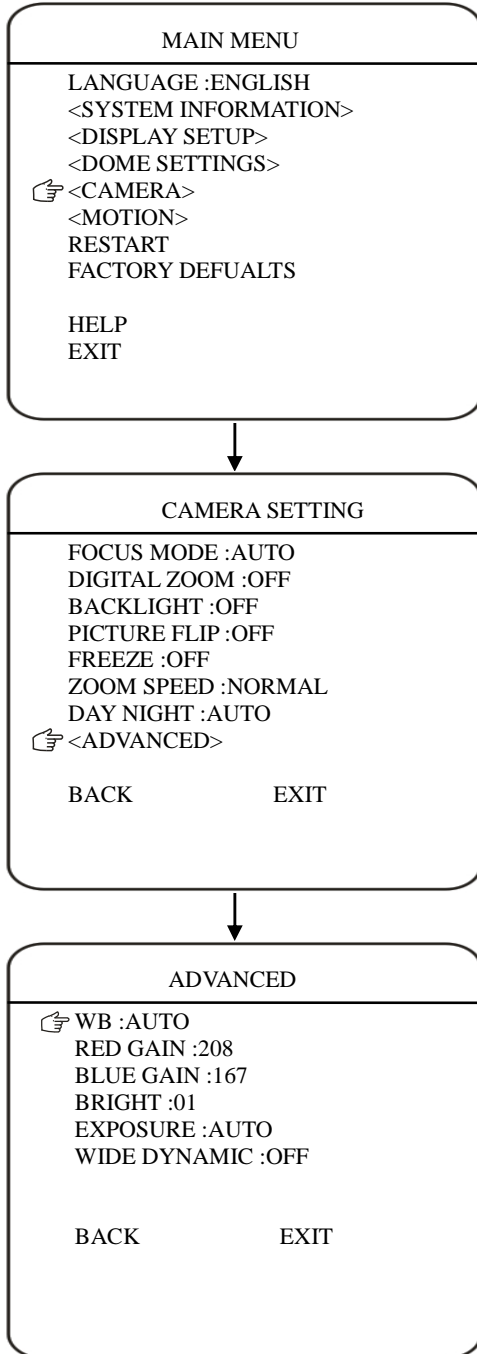 MAIN MENU
LANGUAGE :ENGLISH
<SYSTEM INFORMATION>
<DISPLAY SETUP>
<DOME SETTINGS>
<CAMERA>
<MOTION>
RESTART
FACTORY DEFUALTS
HELP
EXIT
CAMERA SETTING
FOCUS MODE :AUTO
DIGITAL ZOOM :OFF
BACKLIGHT :OFF
PICTURE FLIP :OFF
FREEZE :OFF
ZOOM SPEED :NORMAL
DAY NIGHT :AUTO
<ADVANCED>
BACK EXIT
ADVANCED
WB :AUTO
RED GAIN :208
BLUE GAIN :167
BRIGHT :01
EXPOSURE :AUTO
WIDE DYNAMIC :OFF
BACK EXIT